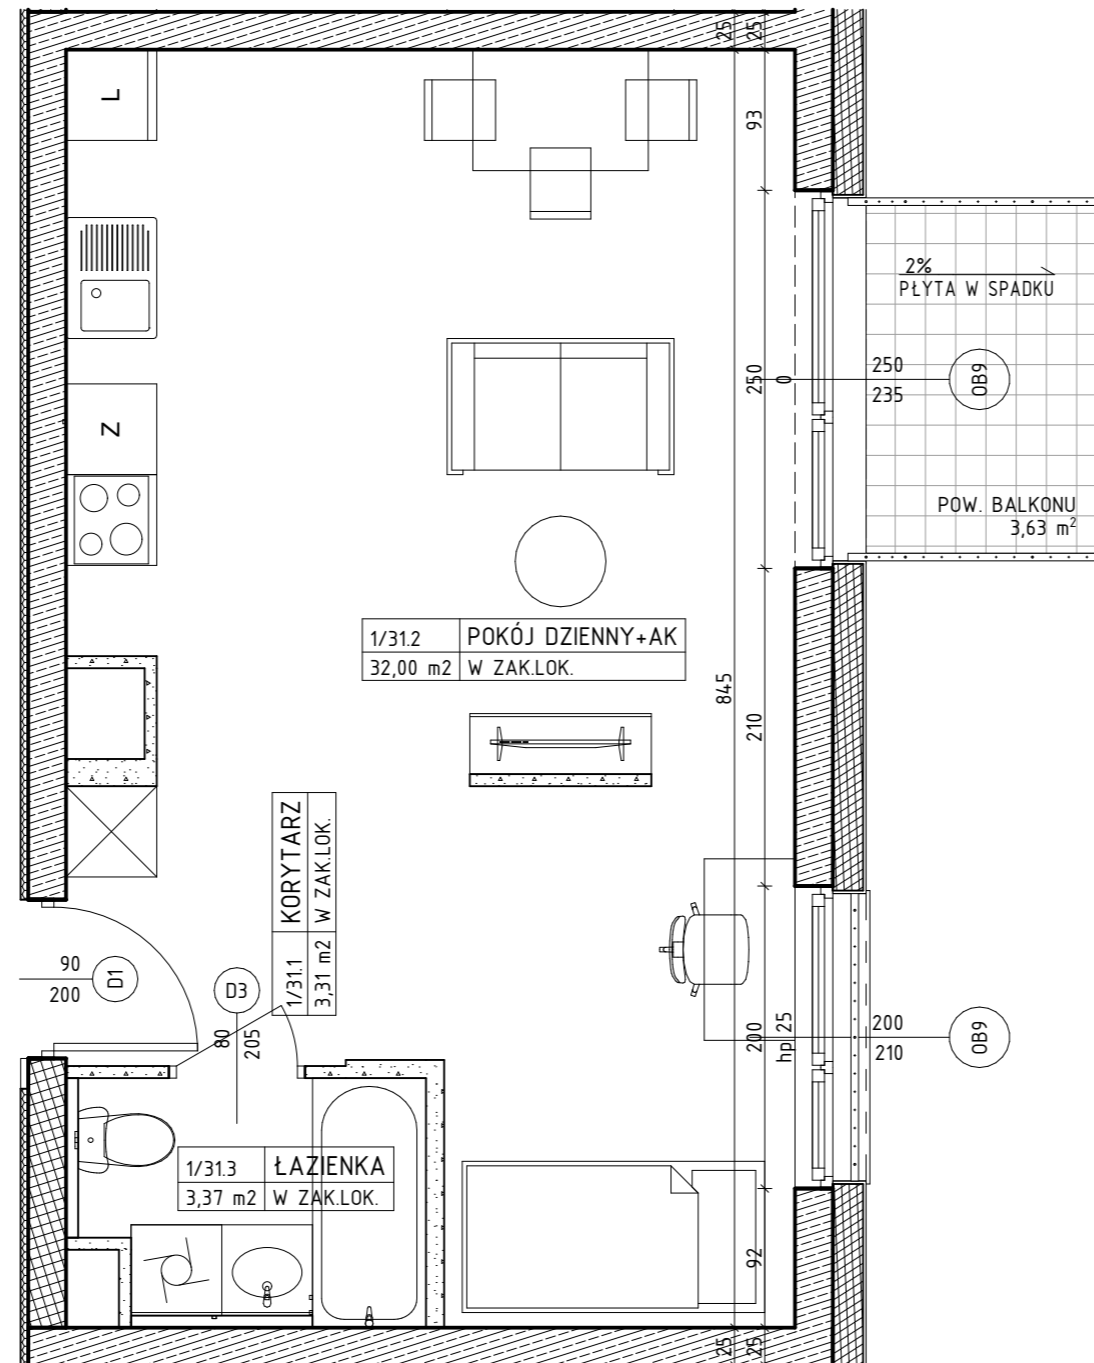 25
25
L
93
2%
PŁYTA W SPADKU
250
0
250
235
OB9
Z
POW. BALKONU
3,63 m²
1/31.2 POKÓJ DZIENNY+AK
32,00 m2 W ZAK.LOK.
845
210
1/31.1 KORYTARZ
3,31 m2 W ZAK.LOK.
90
200
D1
D3
80
205
200
hp 25
200
210
OB9
1/31.3 ŁAZIENKA
3,37 m2 W ZAK.LOK.
92
25
25